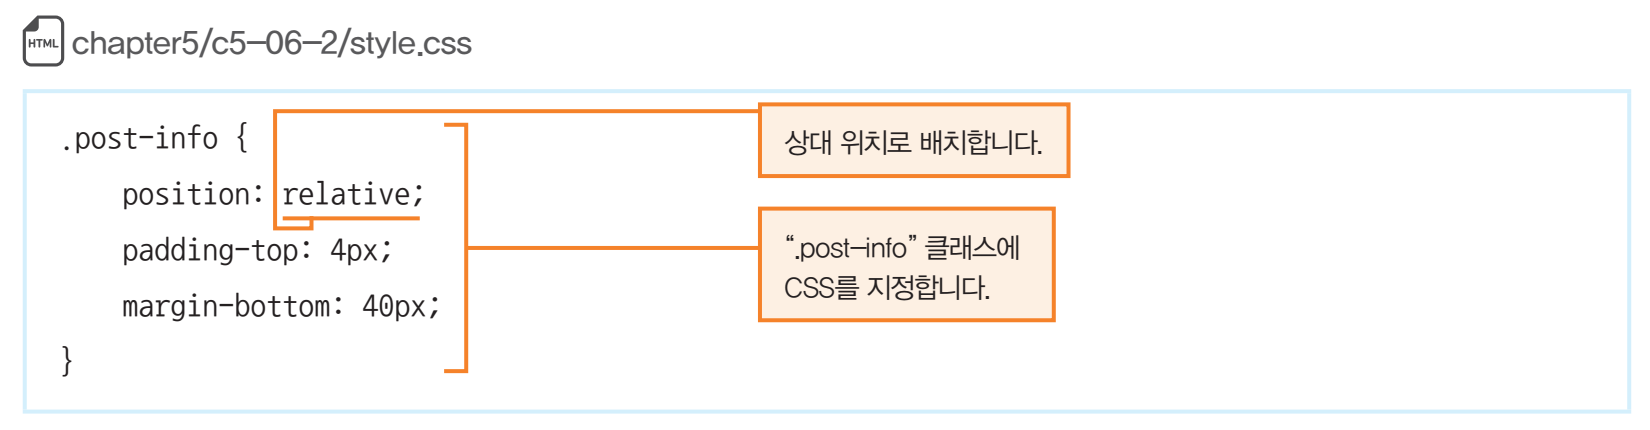 HTML chapter5/c5-06-2/style.css
.post-info {
position: relative;
padding-top: 4px;
margin-bottom: 40px;
}
상대 위치로 배치합니다.
“.post-info” 클래스에
CSS를 지정합니다.